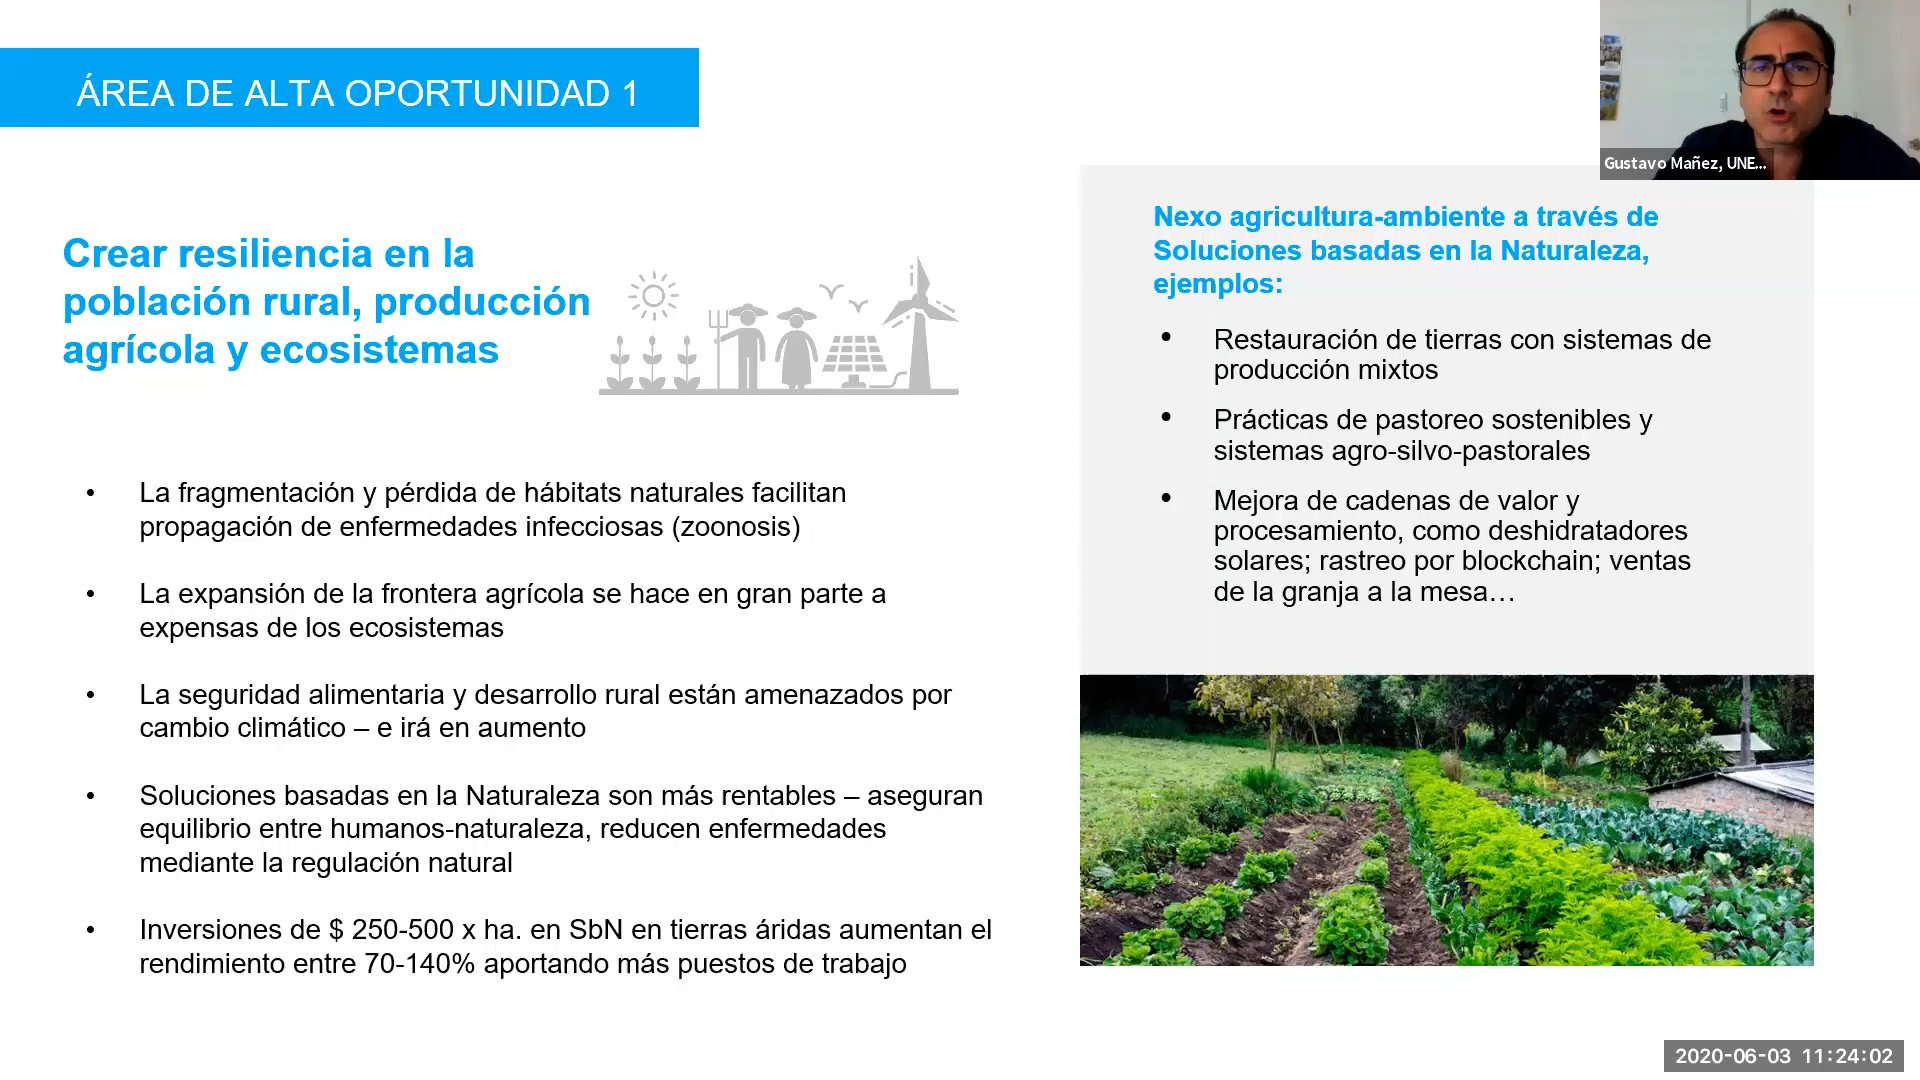 ÁREA DE ALTA OPORTUNIDAD 1
Crear resiliencia en la
población rural, producción
agrícola y ecosistemas
• La fragmentación y pérdida de hábitats naturales facilitan
propagación de enfermedades infecciosas (zoonosis)
• La expansión de la frontera agrícola se hace en gran parte a
expensas de los ecosistemas
• La seguridad alimentaria y desarrollo rural están amenazados por
cambio climático – e irá en aumento
• Soluciones basadas en la Naturaleza son más rentables – aseguran
equilibrio entre humanos-naturaleza, reducen enfermedades
mediante la regulación natural
• Inversiones de $ 250-500 x ha. en SbN en tierras áridas aumentan el
rendimiento entre 70-140% aportando más puestos de trabajo
Gustavo Mañez, UNE...
Nexo agricultura-ambiente a través de
Soluciones basadas en la Naturaleza,
ejemplos:
• Restauración de tierras con sistemas de
producción mixtos
• Prácticas de pastoreo sostenibles y
sistemas agro-silvo-pastorales
• Mejora de cadenas de valor y
procesamiento, como deshidratadores
solares; rastreo por blockchain; ventas
de la granja a la mesa…
2020-06-03 11:24:02